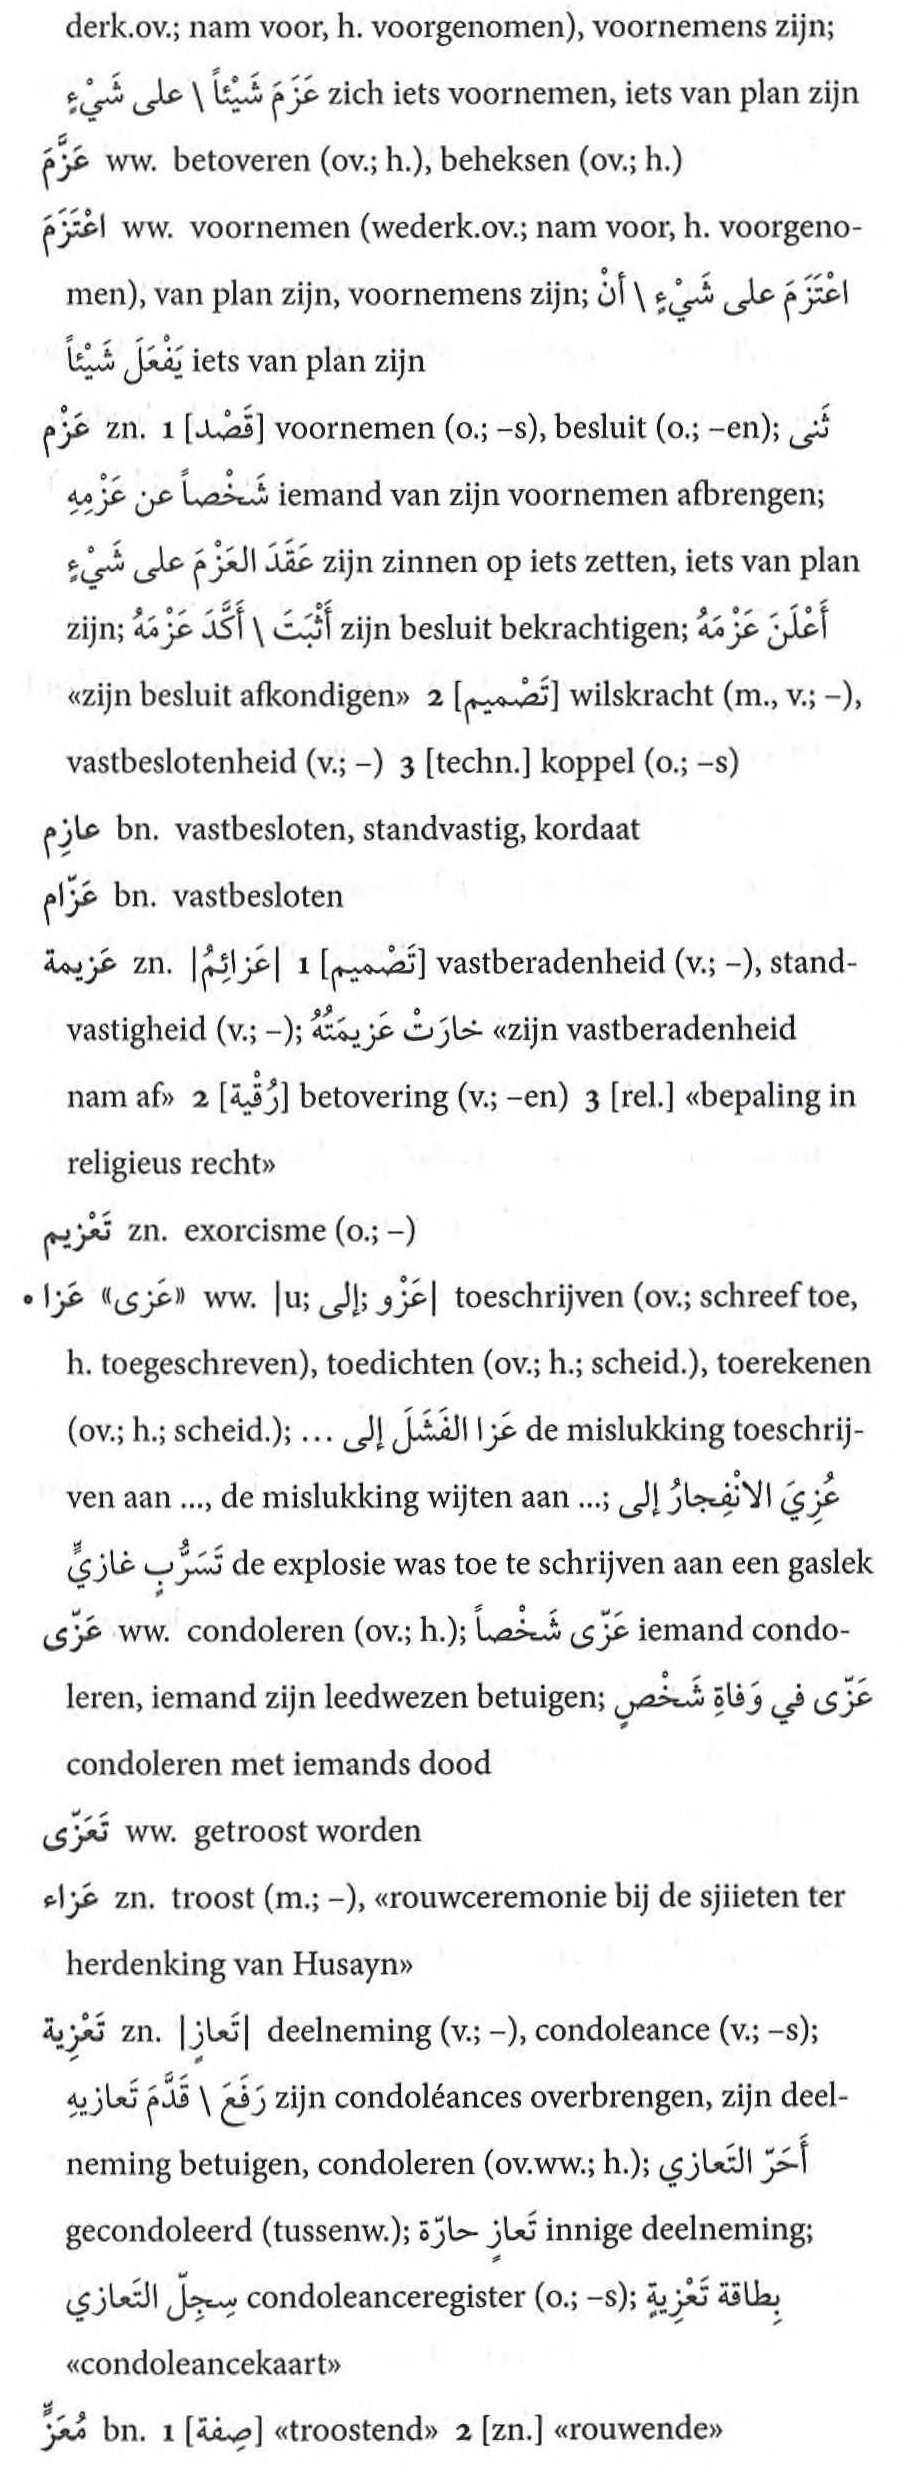 derk.ov.; nam voor, h. voorgenomen), voornemens zijn;
عَزَمَ شَيْئاً \ على شَيْءٍ zich iets voornemen, iets van plan zijn
عَزَّمَ ww. betoveren (ov.; h.), beheksen (ov.; h.)
اعْتَزَمَ ww. voornemen (wederk.ov.; nam voor, h. voorgeno-
men), van plan zijn, voornemens zijn; اعْتَزَمَ على شَيْءٍ \ أنْ
يَفْعَلَ شَيْئاً iets van plan zijn
عَزْم zn. 1 [قَصْد] voornemen (o.; –s), besluit (o.; –en); ثَنى
شَخْصاً عن عَزْمِهِ iemand van zijn voornemen afbrengen;
عَقَدَ العَزْمَ على شَيْءٍ zijn zinnen op iets zetten, iets van plan
zijn; أَثْبَتَ \ أَكَّدَ عَزْمَهُ zijn besluit bekrachtigen; أَعْلَنَ عَزْمَهُ
«zijn besluit afkondigen» 2 [تَصْميم] wilskracht (m., v.; –),
vastbeslotenheid (v.; –) 3 [techn.] koppel (o.; –s)
عازِم bn. vastbesloten, standvastig, kordaat
عَزّام bn. vastbesloten
عَزيمة zn. |عَزائِمُ| 1 [تَصْميم] vastberadenheid (v.; –), stand-
vastigheid (v.; –); خارَتْ عَزيمَتُهُ «zijn vastberadenheid
nam af» 2 [رُقْية] betovering (v.; –en) 3 [rel.] «bepaling in
religieus recht»
تَعْزيم zn. exorcisme (o.; –)
• عَزا «عَزى» ww. |u; إلى; عَزْو| toeschrijven (ov.; schreef toe,
h. toegeschreven), toedichten (ov.; h.; scheid.), toerekenen
(ov.; h.; scheid.); عَزا الفَشَلَ إلى ... de mislukking toeschrij-
ven aan ..., de mislukking wijten aan ...; عُزِيَ الانْفِجارُ إلى
تَسَرُّبٍ غازيٍّ de explosie was toe te schrijven aan een gaslek
عَزّى ww. condoleren (ov.; h.); عَزّى شَخْصاً iemand condo-
leren, iemand zijn leedwezen betuigen; عَزّى في وَفاةِ شَخْصٍ
condoleren met iemands dood
تَعَزّى ww. getroost worden
عَزاء zn. troost (m.; –), «rouwceremonie bij de sjiieten ter
herdenking van Husayn»
تَعْزِية zn. |تَعازٍ| deelneming (v.; –), condoleance (v.; –s);
رَفَعَ \ قَدَّمَ تَعازيهِ zijn condoléances overbrengen, zijn deel-
neming betuigen, condoleren (ov.ww.; h.); أَحَرّ التَعازي
gecondoleerd (tussenw.); تَعازٍ حارّة innige deelneming;
سِجِلّ التَعازي condoleanceregister (o.; –s); بِطاقة تَعْزِيةٍ
«condoleancekaart»
مُعَزٍّ bn. 1 [صِفة] «troostend» 2 [zn.] «rouwende»